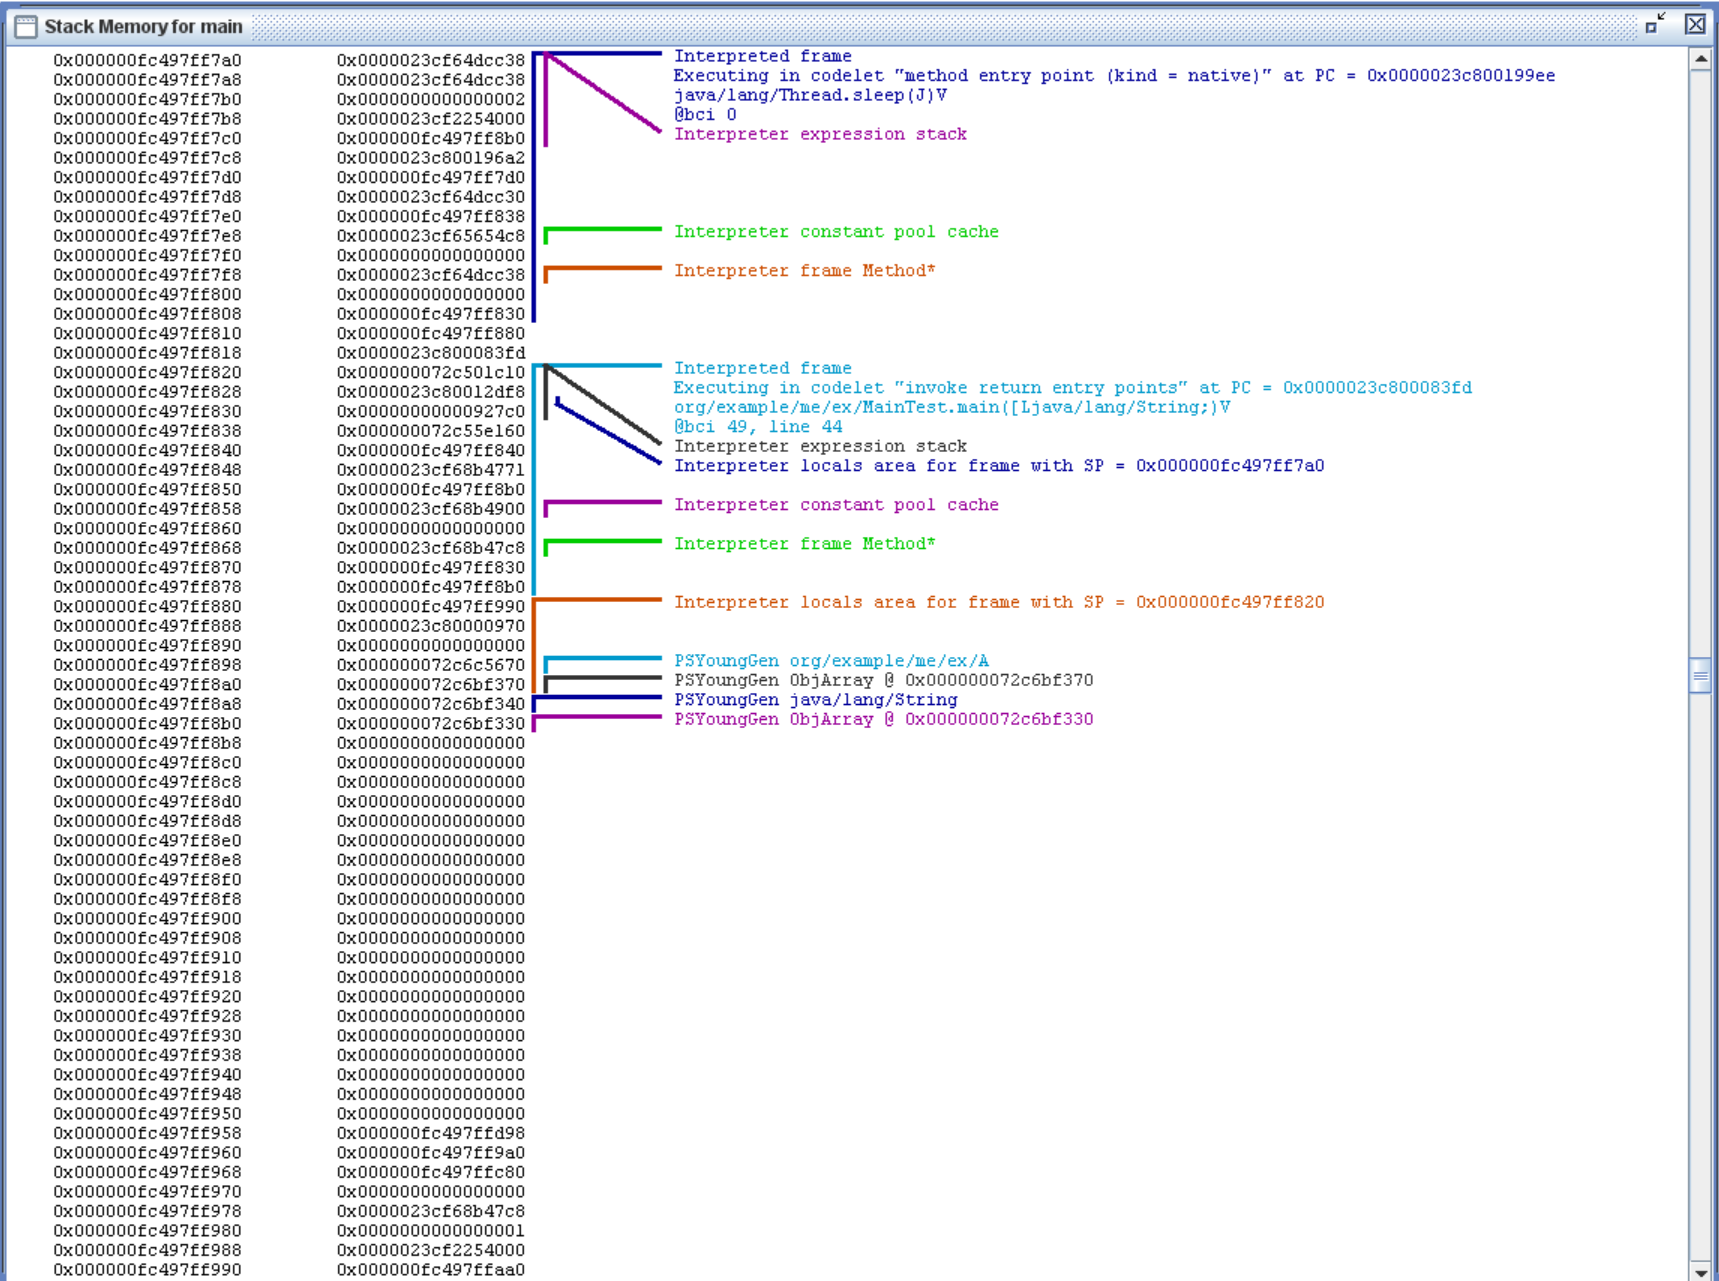 Stack Memory for main
0x000000fc497ff7a0 0x0000023cf64dcc38 Interpreted frame
0x000000fc497ff7a8 0x0000023cf64dcc38 Executing in codelet "method entry point (kind = native)" at PC = 0x0000023c800199ee
0x000000fc497ff7b0 0x0000000000000002 java/lang/Thread.sleep(J)V
0x000000fc497ff7b8 0x0000023cf2254000 @bci 0
0x000000fc497ff7c0 0x000000fc497ff8b0 Interpreter expression stack
0x000000fc497ff7c8 0x0000023c800196a2
0x000000fc497ff7d0 0x000000fc497ff7d0
0x000000fc497ff7d8 0x0000023cf64dcc30
0x000000fc497ff7e0 0x000000fc497ff838
0x000000fc497ff7e8 0x0000023cf65654c8 Interpreter constant pool cache
0x000000fc497ff7f0 0x0000000000000000
0x000000fc497ff7f8 0x0000023cf64dcc38 Interpreter frame Method*
0x000000fc497ff800 0x0000000000000000
0x000000fc497ff808 0x000000fc497ff830
0x000000fc497ff810 0x000000fc497ff880
0x000000fc497ff818 0x0000023c800083fd
0x000000fc497ff820 0x000000072c501c10 Interpreted frame
0x000000fc497ff828 0x0000023c80012df8 Executing in codelet "invoke return entry points" at PC = 0x0000023c800083fd
0x000000fc497ff830 0x00000000000927c0 org/example/me/ex/MainTest.main([Ljava/lang/String;)V
0x000000fc497ff838 0x000000072c55e160 @bci 49, line 44
0x000000fc497ff840 0x000000fc497ff840 Interpreter expression stack
0x000000fc497ff848 0x0000023cf68b4771 Interpreter locals area for frame with SP = 0x000000fc497ff7a0
0x000000fc497ff850 0x000000fc497ff8b0
0x000000fc497ff858 0x0000023cf68b4900 Interpreter constant pool cache
0x000000fc497ff860 0x0000000000000000
0x000000fc497ff868 0x0000023cf68b47c8 Interpreter frame Method*
0x000000fc497ff870 0x000000fc497ff830
0x000000fc497ff878 0x000000fc497ff8b0
0x000000fc497ff880 0x000000fc497ff990 Interpreter locals area for frame with SP = 0x000000fc497ff820
0x000000fc497ff888 0x0000023c80000970
0x000000fc497ff890 0x0000000000000000
0x000000fc497ff898 0x000000072c6c5670 PSYoungGen org/example/me/ex/A
0x000000fc497ff8a0 0x000000072c6bf370 PSYoungGen ObjArray @ 0x000000072c6bf370
0x000000fc497ff8a8 0x000000072c6bf340 PSYoungGen java/lang/String
0x000000fc497ff8b0 0x000000072c6bf330 PSYoungGen ObjArray @ 0x000000072c6bf330
0x000000fc497ff8b8 0x0000000000000000
0x000000fc497ff8c0 0x0000000000000000
0x000000fc497ff8c8 0x0000000000000000
0x000000fc497ff8d0 0x0000000000000000
0x000000fc497ff8d8 0x0000000000000000
0x000000fc497ff8e0 0x0000000000000000
0x000000fc497ff8e8 0x0000000000000000
0x000000fc497ff8f0 0x0000000000000000
0x000000fc497ff8f8 0x0000000000000000
0x000000fc497ff900 0x0000000000000000
0x000000fc497ff908 0x0000000000000000
0x000000fc497ff910 0x0000000000000000
0x000000fc497ff918 0x0000000000000000
0x000000fc497ff920 0x0000000000000000
0x000000fc497ff928 0x0000000000000000
0x000000fc497ff930 0x0000000000000000
0x000000fc497ff938 0x0000000000000000
0x000000fc497ff940 0x0000000000000000
0x000000fc497ff948 0x0000000000000000
0x000000fc497ff950 0x0000000000000000
0x000000fc497ff958 0x000000fc497ffd98
0x000000fc497ff960 0x000000fc497ff9a0
0x000000fc497ff968 0x000000fc497ffc80
0x000000fc497ff970 0x0000000000000000
0x000000fc497ff978 0x0000023cf68b47c8
0x000000fc497ff980 0x0000000000000001
0x000000fc497ff988 0x0000023cf2254000
0x000000fc497ff990 0x000000fc497ffaa0